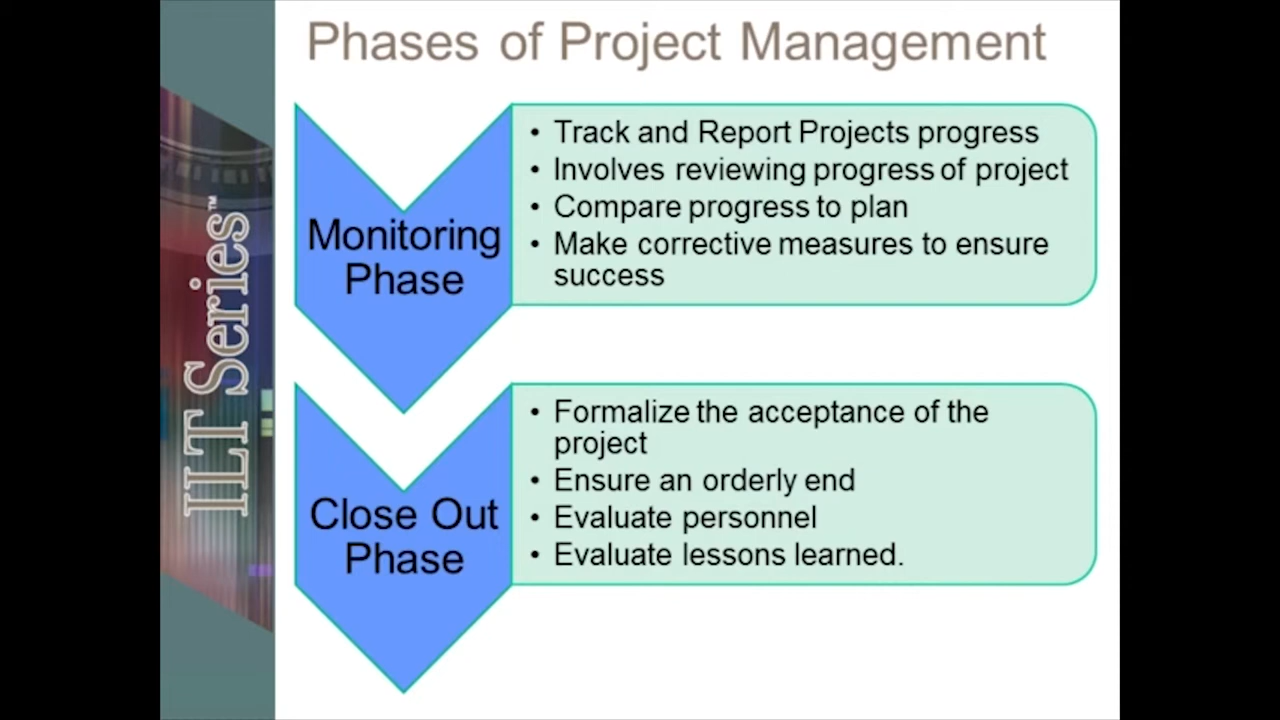 Phases of Project Management
ILT Series™
Monitoring
Phase
• Track and Report Projects progress
• Involves reviewing progress of project
• Compare progress to plan
• Make corrective measures to ensure
success
Close Out
Phase
• Formalize the acceptance of the
project
• Ensure an orderly end
• Evaluate personnel
• Evaluate lessons learned.